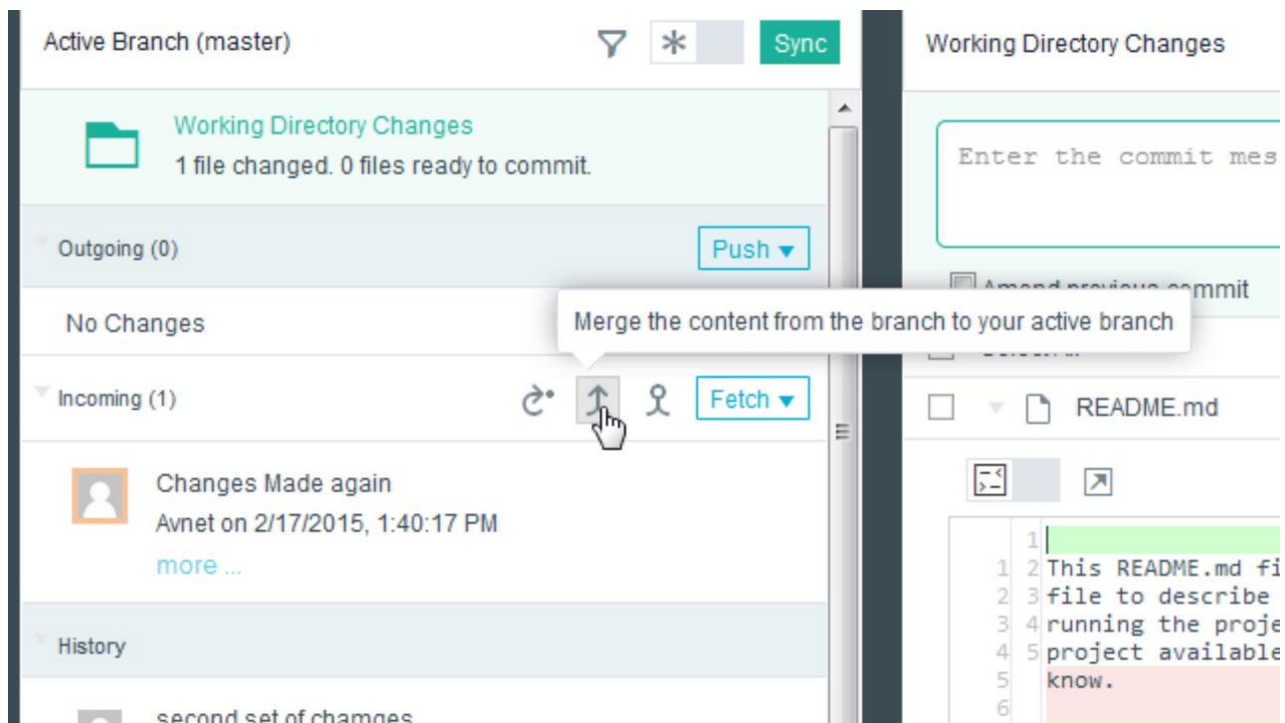 Active Branch (master)
Sync
Working Directory Changes
1 file changed. 0 files ready to commit.
Outgoing (0)
Push
No Changes
Merge the content from the branch to your active branch
Incoming (1)
Fetch
Changes Made again
Avnet on 2/17/2015, 1:40:17 PM
more ...
History
second set of chamges
Working Directory Changes
Enter the commit mes
Amend previous commit
README.md
1
1 2 This README.md fi
2 3 file to describe
3 4 running the proje
4 5 project available
5 know.
6